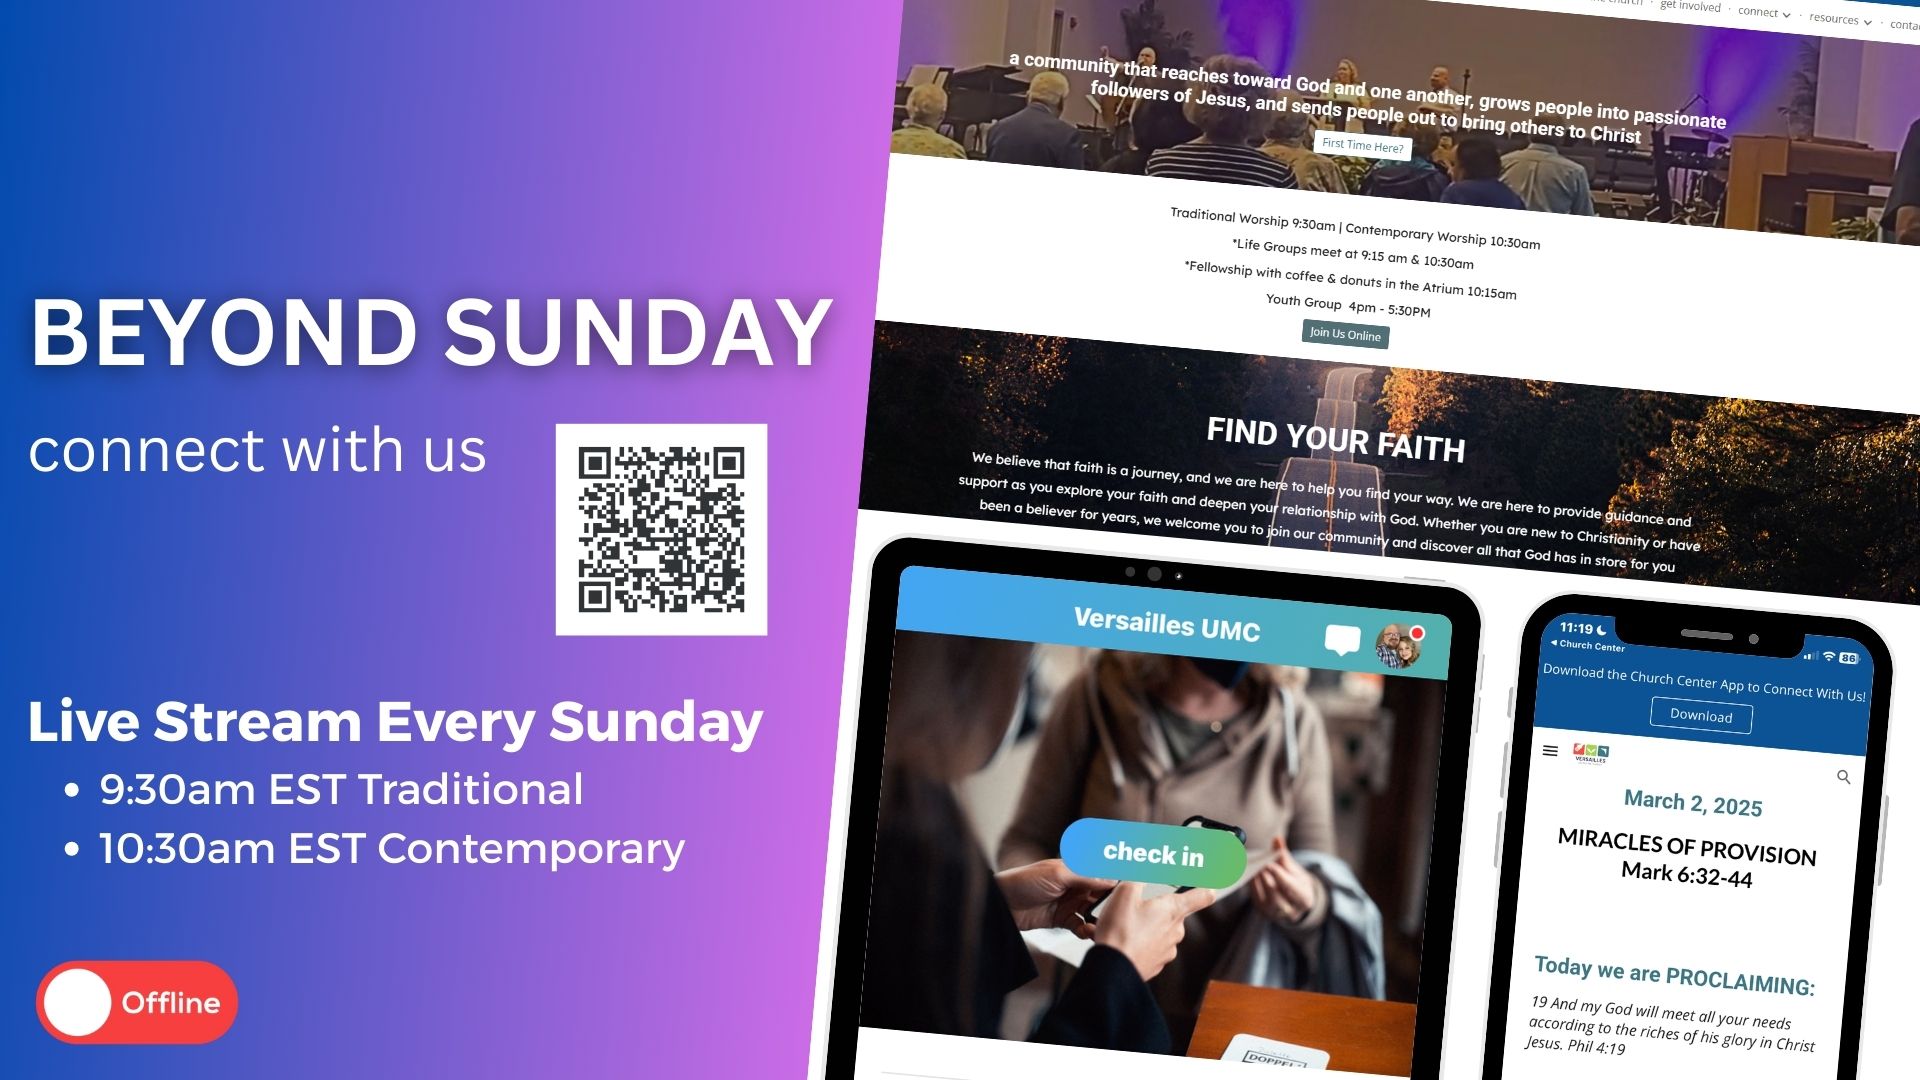 BEYOND SUNDAY
connect with us
Live Stream Every Sunday
• 9:30am EST Traditional
• 10:30am EST Contemporary
Offline
church · get involved · connect · resources ·
a community that reaches toward God and one another, grows people into passionate
followers of Jesus, and sends people out to bring others to Christ
First Time Here?
Traditional Worship 9:30am | Contemporary Worship 10:30am
*Life Groups meet at 9:15 am & 10:30am
*Fellowship with coffee & donuts in the Atrium 10:15am
Youth Group 4pm - 5:30PM
Join Us Online
FIND YOUR FAITH
We believe that faith is a journey, and we are here to help you find your way. We are here to provide guidance and
support as you explore your faith and deepen your relationship with God. Whether you are new to Christianity or have
been a believer for years, we welcome you to join our community and discover all that God has in store for you
Versailles UMC
check in
DOPPEL
11:19
Church Center
86
Download the Church Center App to Connect With Us!
Download
VERSAILLES
March 2, 2025
MIRACLES OF PROVISION
Mark 6:32-44
Today we are PROCLAIMING:
19 And my God will meet all your needs
according to the riches of his glory in Christ
Jesus. Phil 4:19